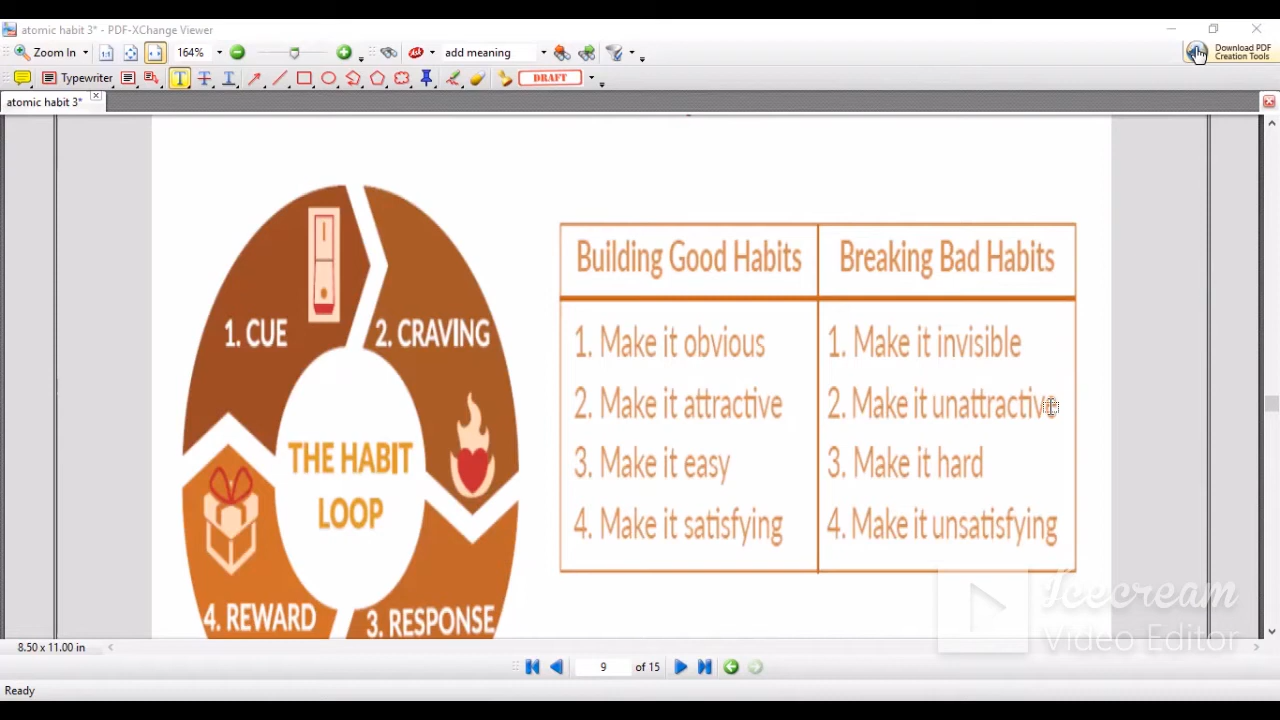 atomic habit 3* - PDF-XChange Viewer
Zoom In
164%
add meaning
Download PDF
Creation Tools
Typewriter
T
T
T
DRAFT
atomic habit 3*
1. CUE
2. CRAVING
THE HABIT
LOOP
4. REWARD
3. RESPONSE
Building Good Habits
1. Make it obvious
2. Make it attractive
3. Make it easy
4. Make it satisfying
Breaking Bad Habits
1. Make it invisible
2. Make it unattractive
3. Make it hard
4. Make it unsatisfying
Icecream
Video Editor
8.50 x 11.00 in
9
of 15
Ready